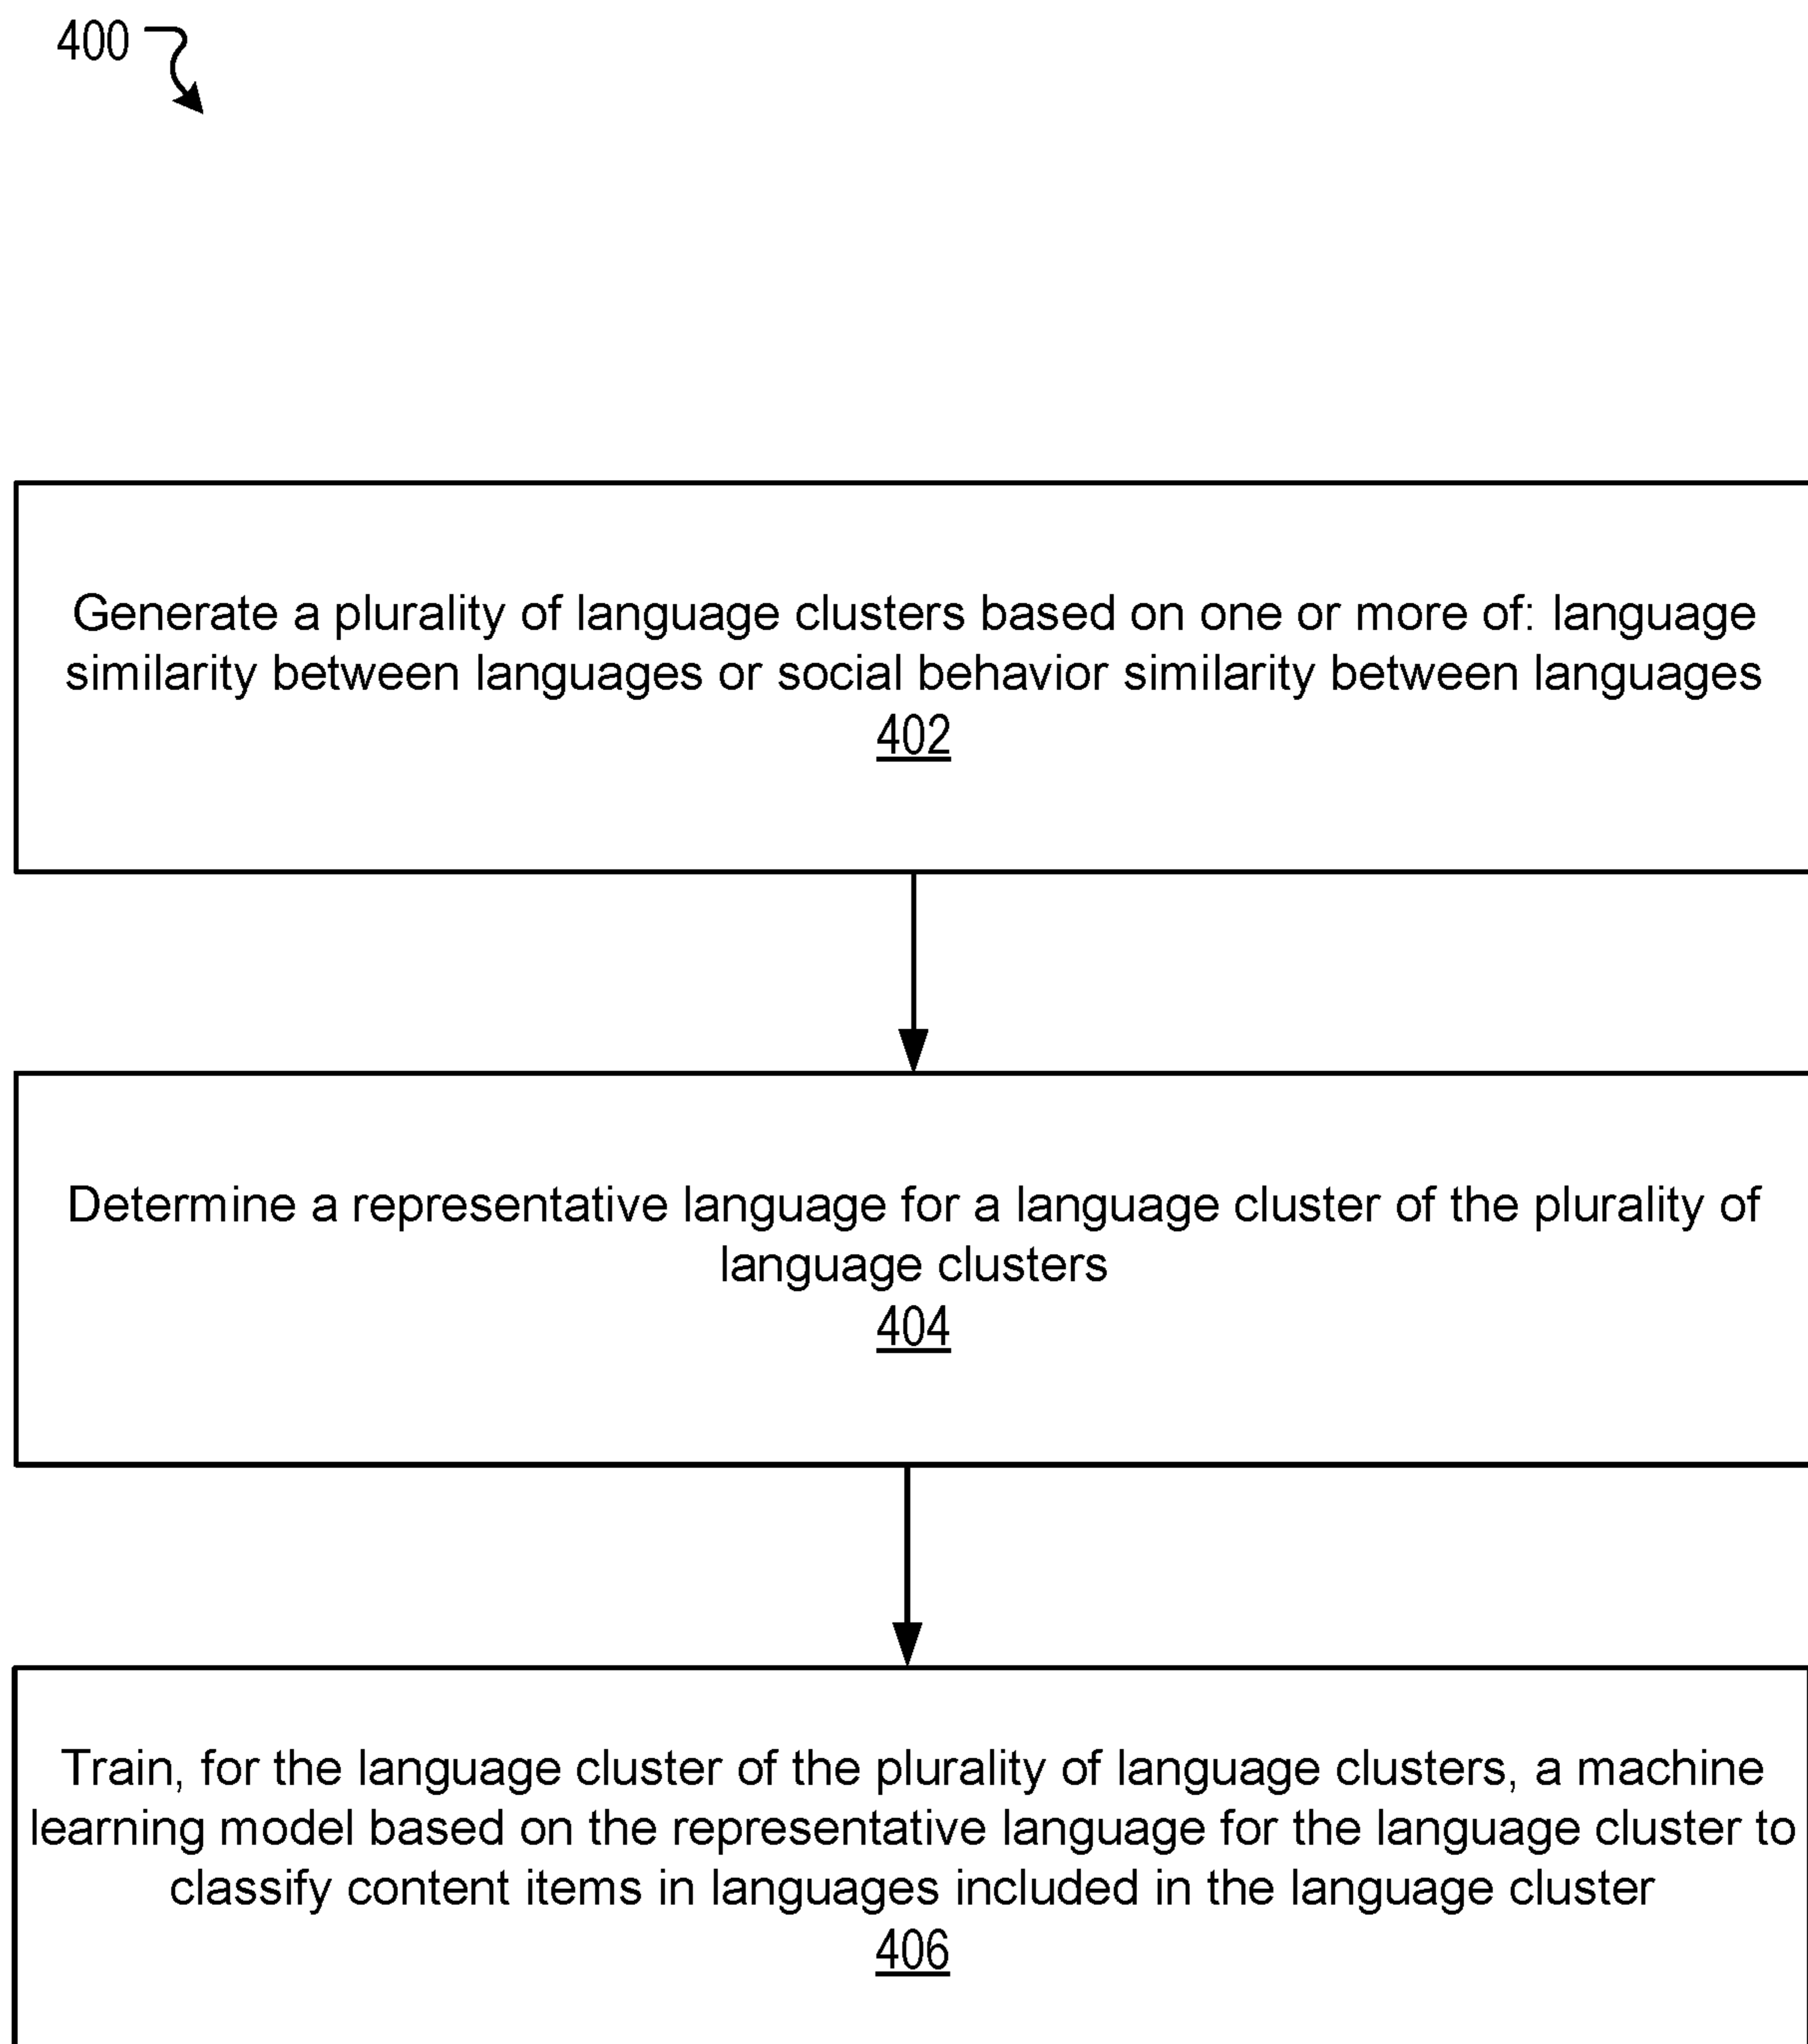 400
Generate a plurality of language clusters based on one or more of: language
similarity between languages or social behavior similarity between languages
402
Determine a representative language for a language cluster of the plurality of
language clusters
404
Train, for the language cluster of the plurality of language clusters, a machine
learning model based on the representative language for the language cluster to
classify content items in languages included in the language cluster
406